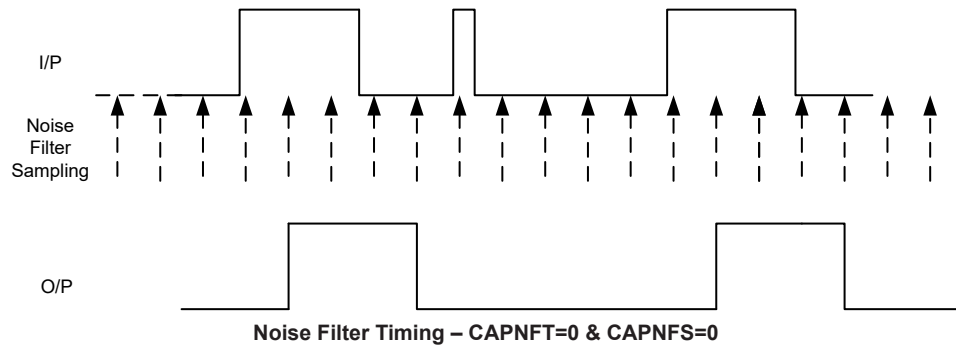 I/P
Noise
Filter
Sampling
O/P
Noise Filter Timing – CAPNFT=0 & CAPNFS=0